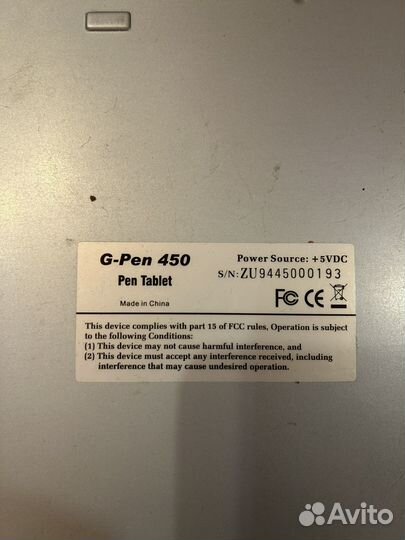 G-Pen 450
Pen Tablet
Made in China
Power Source: +5VDC
S/N: ZU9445000193
FC CE
This device complies with part 15 of FCC rules, Operation is subject
to the following Conditions:
(1) This device may not cause harmful interference, and
(2) This device must accept any interference received, including
interference that may cause undesired operation.
Avito